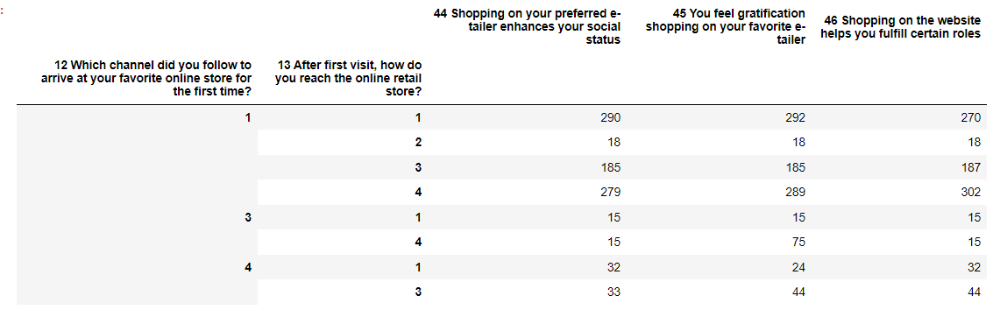 :
44 Shopping on your preferred e-
tailer enhances your social
status
45 You feel gratification
shopping on your favorite e-
tailer
46 Shopping on the website
helps you fulfill certain roles
12 Which channel did you follow to
arrive at your favorite online store for
the first time?
13 After first visit, how do
you reach the online retail
store?
1 1 290 292 270
2 18 18 18
3 185 185 187
4 279 289 302
3 1 15 15 15
4 15 75 15
4 1 32 24 32
3 33 44 44